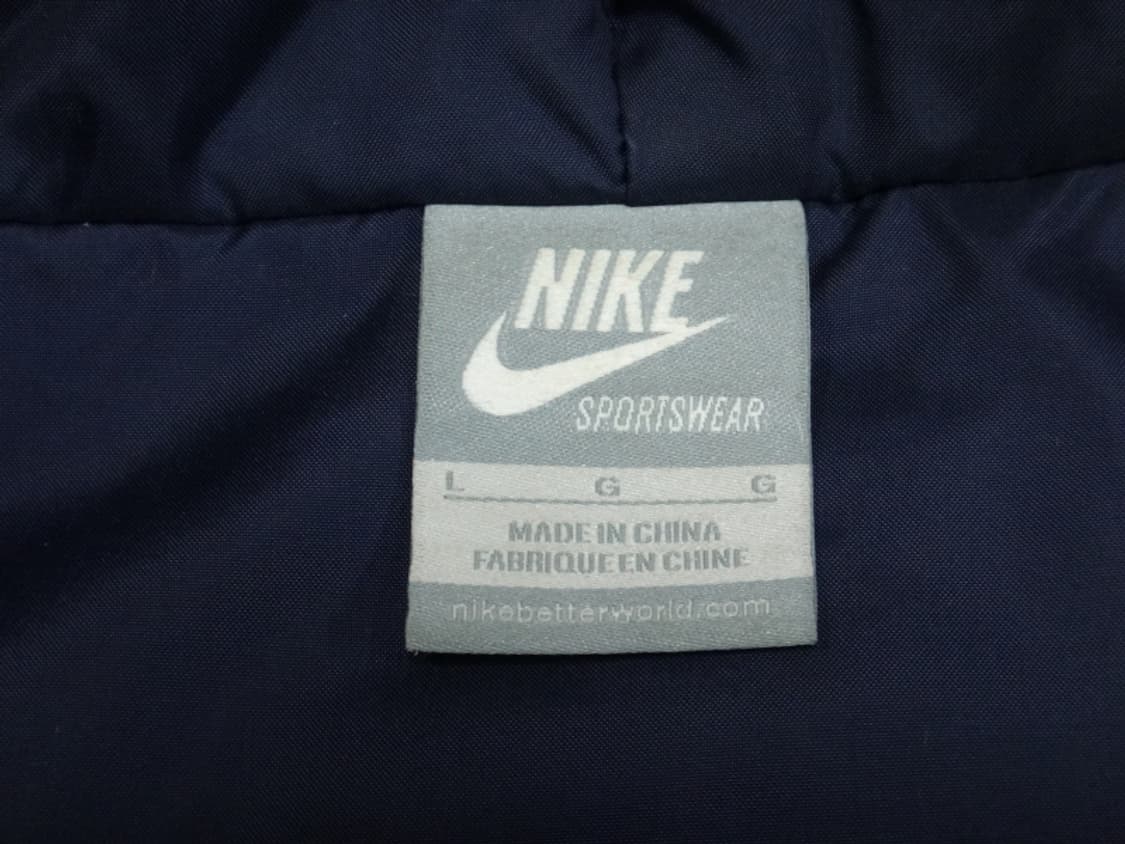 NIKE
SPORTSWEAR
L G G
MADE IN CHINA
FABRIQUE EN CHINE
nikebetterworld.com